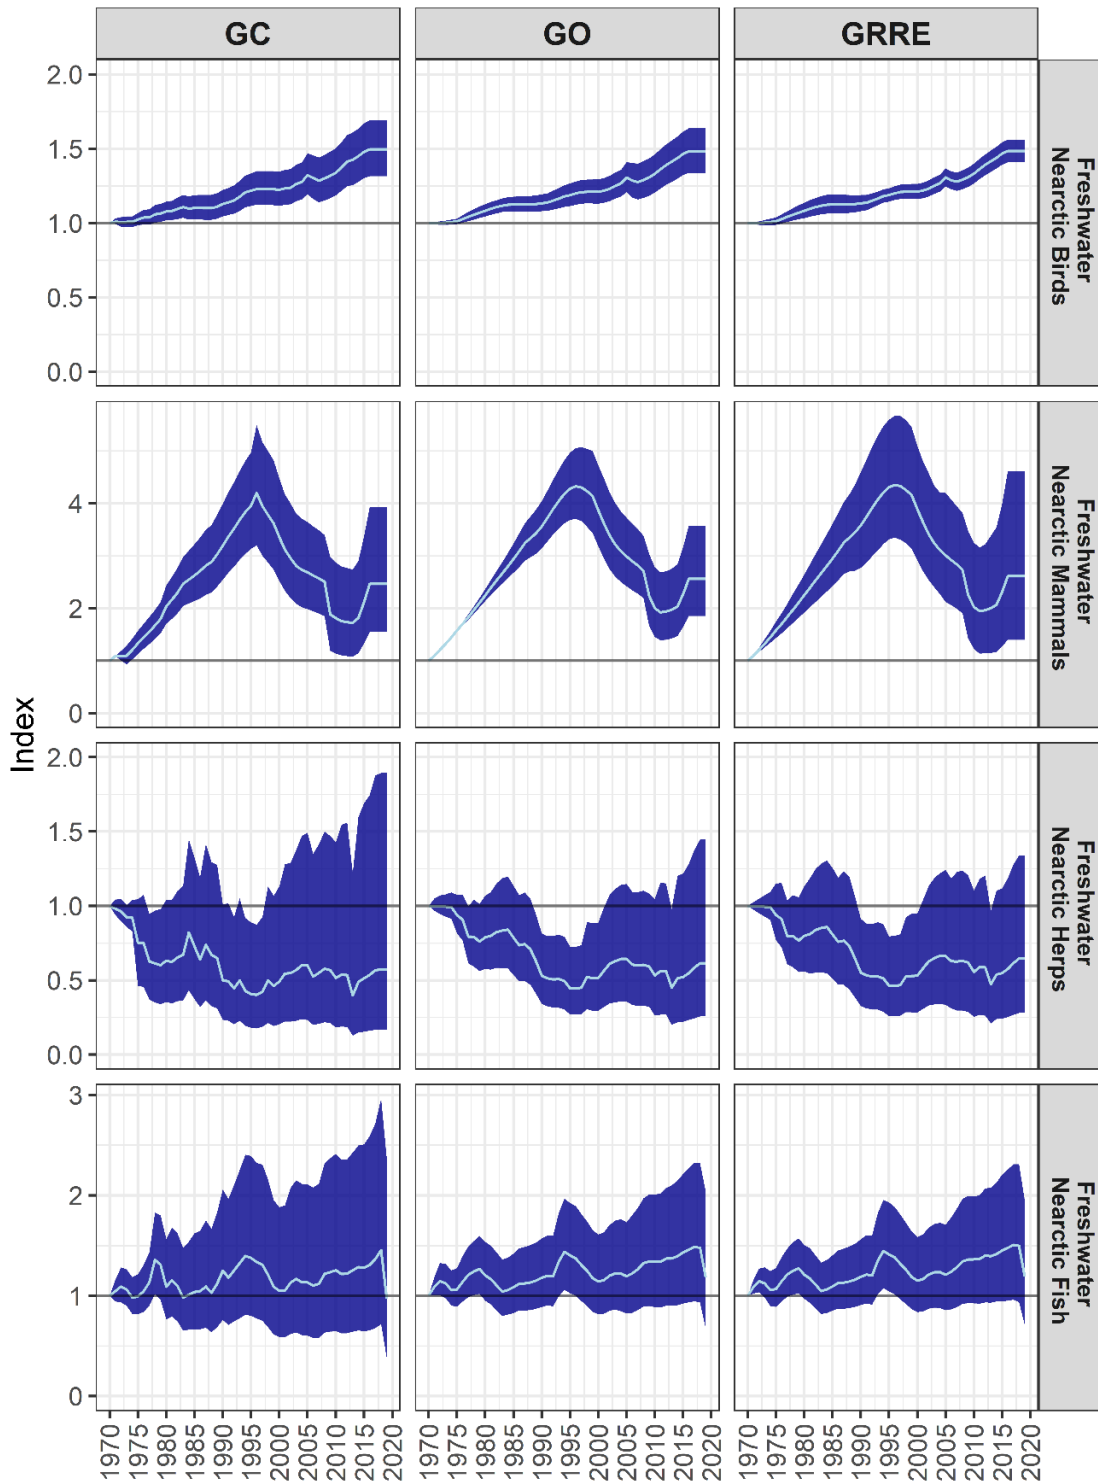 GC GO GRRE
2.0
1.5
1.0
0.5
0.0
Freshwater
Nearctic Birds
4
2
0
Freshwater
Nearctic Mammals
Index
2.0
1.5
1.0
0.5
0.0
Freshwater
Nearctic Herps
3
2
1
0
Freshwater
Nearctic Fish
1970 1975 1980 1985 1990 1995 2000 2005 2010 2015 2020 1970 1975 1980 1985 1990 1995 2000 2005 2010 2015 2020 1970 1975 1980 1985 1990 1995 2000 2005 2010 2015 2020